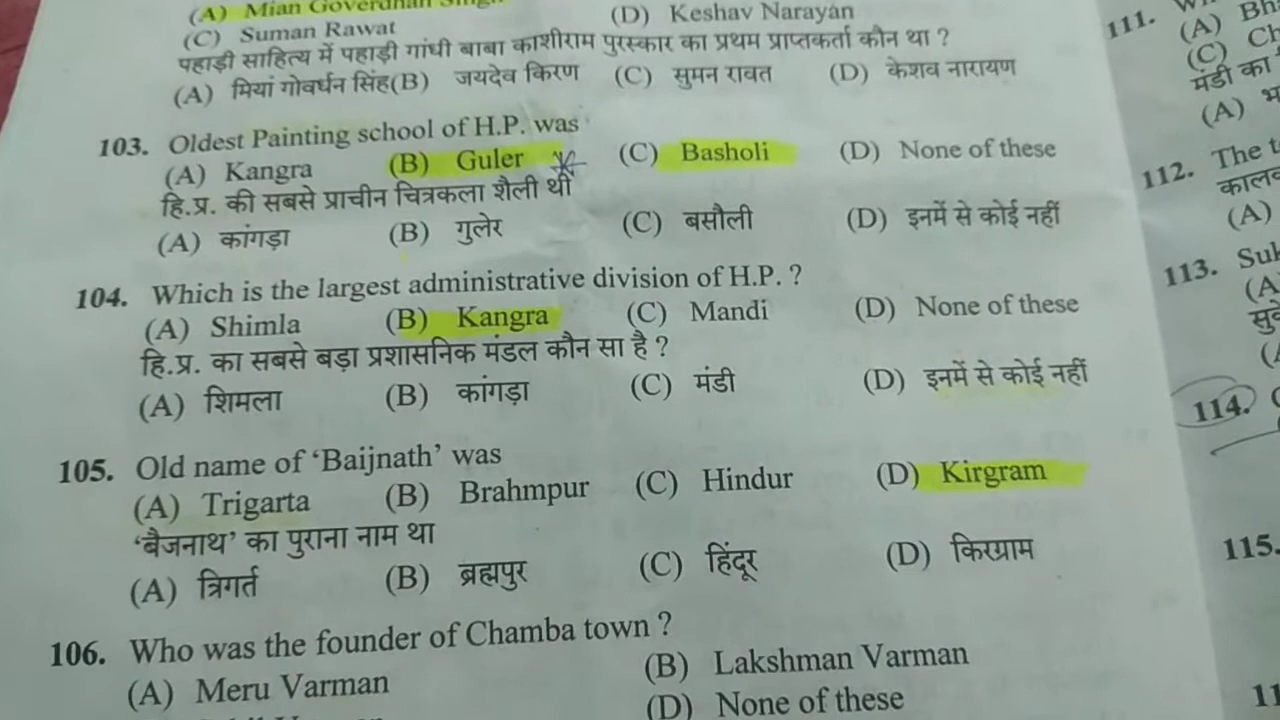 (A) Mian Goverdhan Singh
(C) Suman Rawat (D) Keshav Narayan
पहाड़ी साहित्य में पहाड़ी गांधी बाबा काशीराम पुरस्कार का प्रथम प्राप्तकर्ता कौन था ?
(A) मियां गोवर्धन सिंह(B) जयदेव किरण (C) सुमन रावत (D) केशव नारायण
103. Oldest Painting school of H.P. was
(A) Kangra (B) Guler (C) Basholi (D) None of these
हि.प्र. की सबसे प्राचीन चित्रकला शैली थी
(A) कांगड़ा (B) गुलेर (C) बसौली (D) इनमें से कोई नहीं
104. Which is the largest administrative division of H.P. ?
(A) Shimla (B) Kangra (C) Mandi (D) None of these
हि.प्र. का सबसे बड़ा प्रशासनिक मंडल कौन सा है ?
(A) शिमला (B) कांगड़ा (C) मंडी (D) इनमें से कोई नहीं
105. Old name of ‘Baijnath’ was
(A) Trigarta (B) Brahmpur (C) Hindur (D) Kirgram
‘बैजनाथ’ का पुराना नाम था
(A) त्रिगर्त (B) ब्रह्मपुर (C) हिंदूर (D) किरग्राम
106. Who was the founder of Chamba town ?
(A) Meru Varman (B) Lakshman Varman
(D) None of these
111.
(A)
(C)
मंडी का
(A)
112. The
(A)
113.
(A
114.
115.